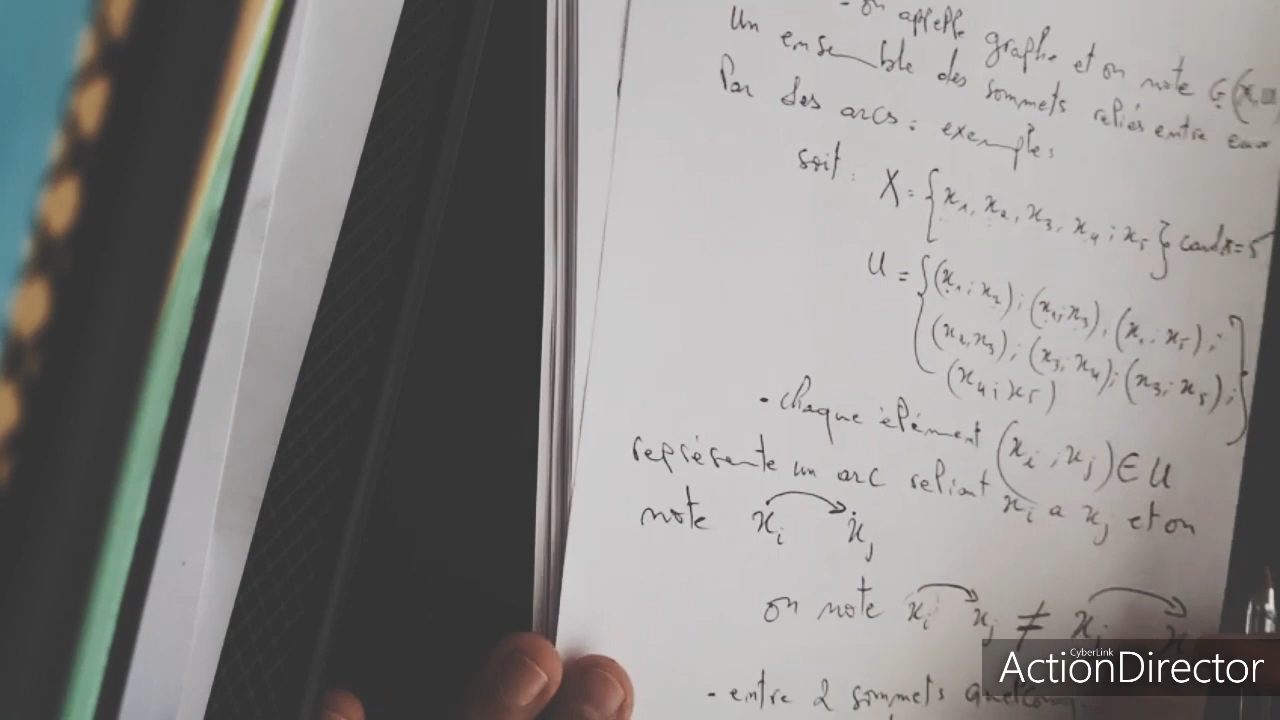 - on appelle graphe et on note G(X,U)
Un ensemble des sommets reliés entre eux
Par des arcs : exemples
soit : X = {x1, x2, x3, x4 ; x5} card X = 5
U = {(x1 ; x2) ; (x1, x3), (x1 ; x5) ;
(x2, x3) ; (x3, x4) ; (x3 ; x5) ;
(x4 ; x5)}
• chaque élément (xi , xj) ∈ U
représente un arc reliant xi a xj et on
note xi → xj
on note xi → xj ≠ xj →
- entre 2 sommets
CyberLink
ActionDirector